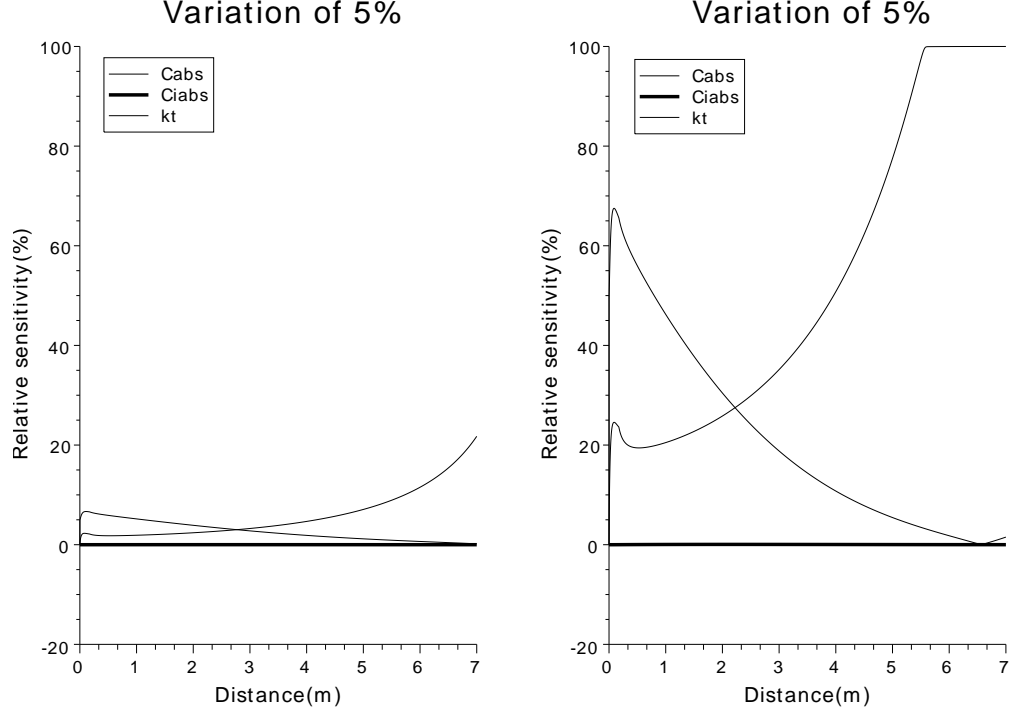 Variation of 5%
100
80
60
40
20
0
-20
Relative sensitivity(%)
Cabs
Ciabs
kt
0 1 2 3 4 5 6 7
Distance(m)
Variation of 5%
100
80
60
40
20
0
-20
Relative sensitivity(%)
Cabs
Ciabs
kt
0 1 2 3 4 5 6 7
Distance(m)